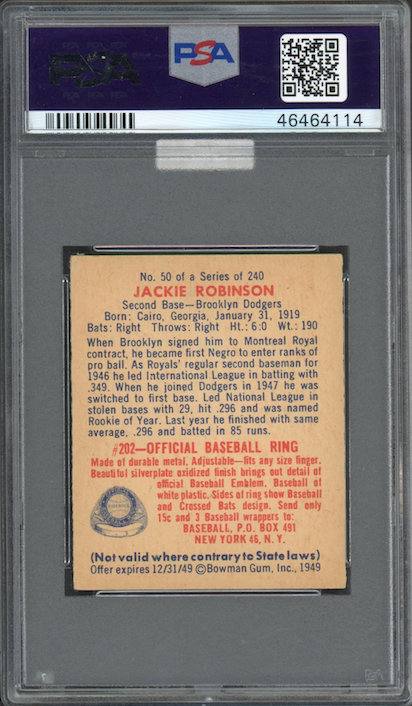 PSA
PSA
46464114
No. 50 of a Series of 240
JACKIE ROBINSON
Second Base—Brooklyn Dodgers
Born: Cairo, Georgia, January 31, 1919
Bats: Right Throws: Right Ht.: 6:0 Wt.: 190
When Brooklyn signed him to Montreal Royal
contract, he became first Negro to enter ranks of
pro ball. As Royals' regular second baseman for
1946 he led International League in batting with
.349. When he joined Dodgers in 1947 he was
switched to first base. Led National League in
stolen bases with 29, hit .296 and was named
Rookie of Year. Last year he finished with same
average, .296 and batted in 85 runs.
#202—OFFICIAL BASEBALL RING
Made of durable metal. Adjustable—fits any size finger.
Beautiful silverplate oxidized finish brings out detail of
official Baseball Emblem. Baseball
of white plastic. Sides of ring show Baseball
and Crossed Bats design. Send only
15c and 3 Baseball wrappers to:
BASEBALL, P.O. BOX 491
NEW YORK 46, N. Y.
(Not valid where contrary to State laws)
Offer expires 12/31/49 ©Bowman Gum, Inc., 1949